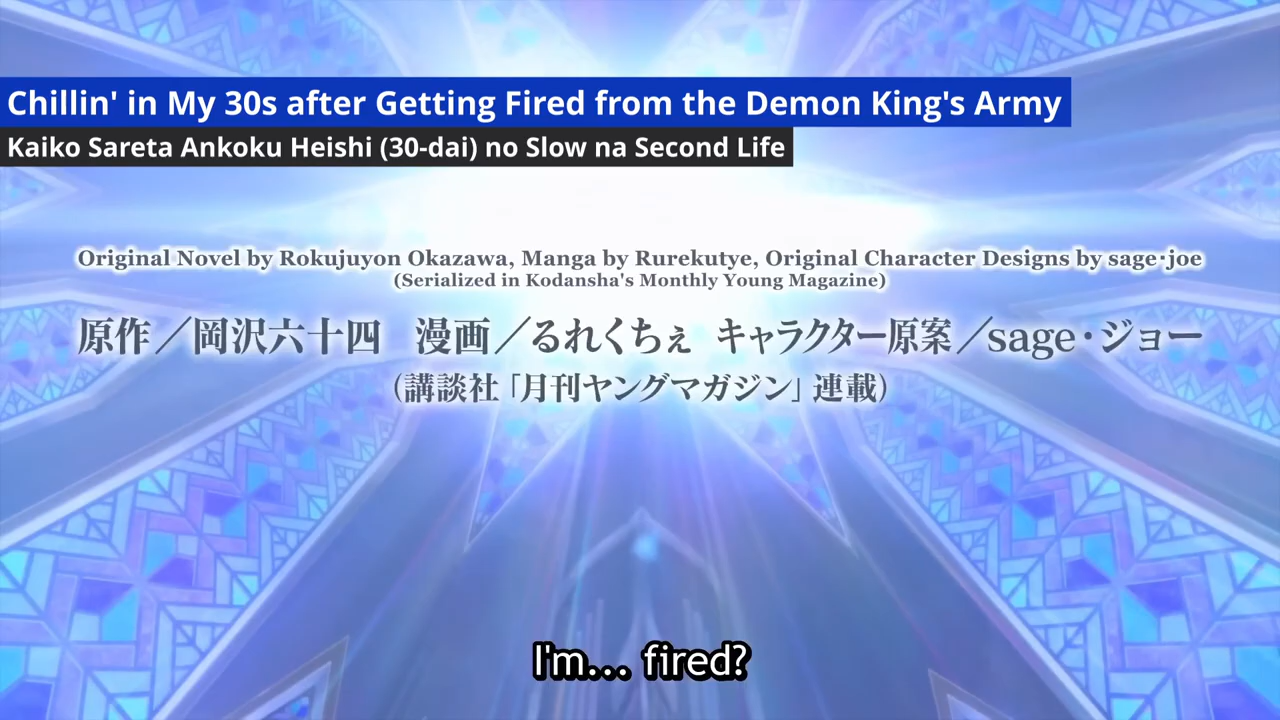 Chillin' in My 30s after Getting Fired from the Demon King's Army
Kaiko Sareta Ankoku Heishi (30-dai) no Slow na Second Life
Original Novel by Rokujuyon Okazawa, Manga by Rurekutye, Original Character Designs by sage·joe
(Serialized in Kodansha's Monthly Young Magazine)
原作／岡沢六十四　漫画／るれくちぇ　キャラクター原案／sage・ジョー
（講談社「月刊ヤングマガジン」連載）
I'm... fired?